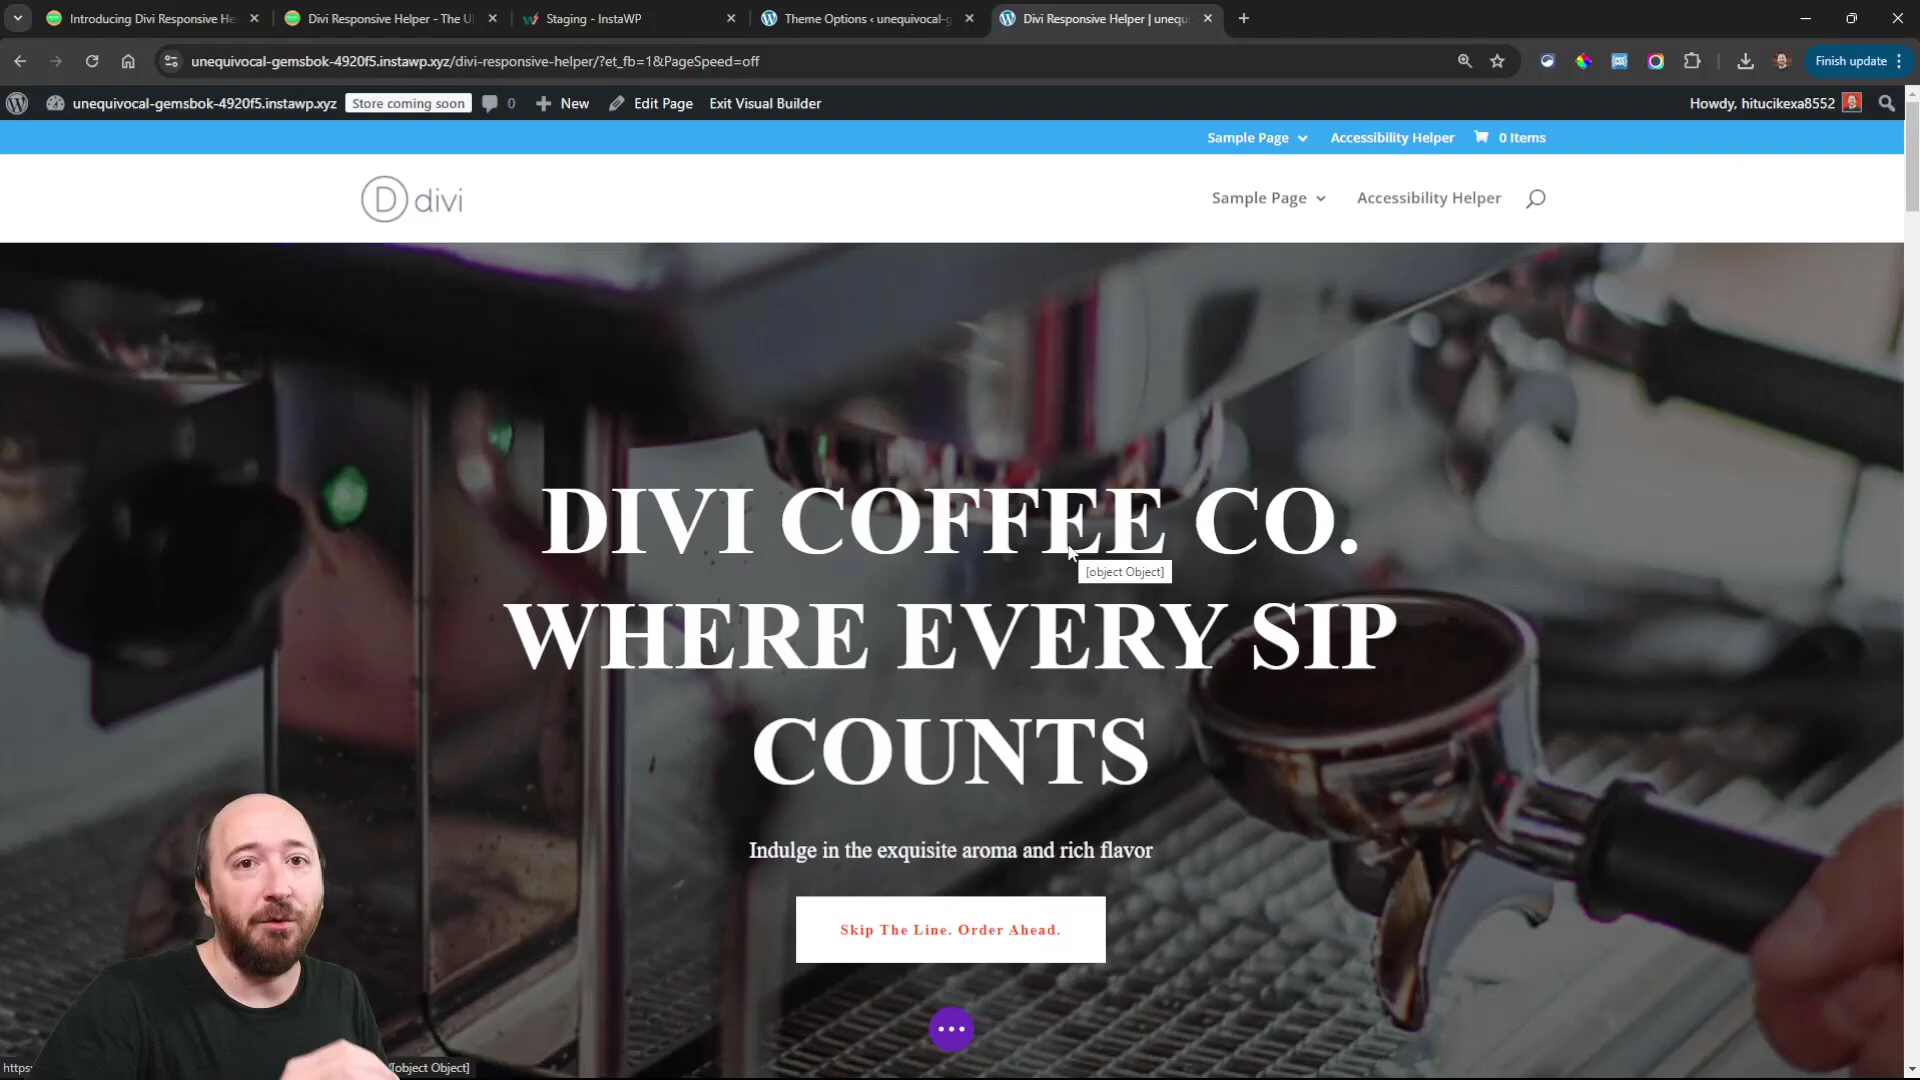 Introducing Divi Responsive He
Divi Responsive Helper - The Ul
Staging - InstaWP
Theme Options ‹ unequivocal-g
Divi Responsive Helper | unequi
unequivocal-gemsbok-4920f5.instawp.xyz/divi-responsive-helper/?et_fb=1&PageSpeed=off
Finish update
unequivocal-gemsbok-4920f5.instawp.xyz
Store coming soon
0
New
Edit Page
Exit Visual Builder
Howdy, hitucikexa8552
Sample Page
Accessibility Helper
0 Items
D divi
Sample Page
Accessibility Helper
DIVI COFFEE CO.
[object Object]
WHERE EVERY SIP
COUNTS
Indulge in the exquisite aroma and rich flavor
Skip The Line. Order Ahead.
https:
/[object Object]